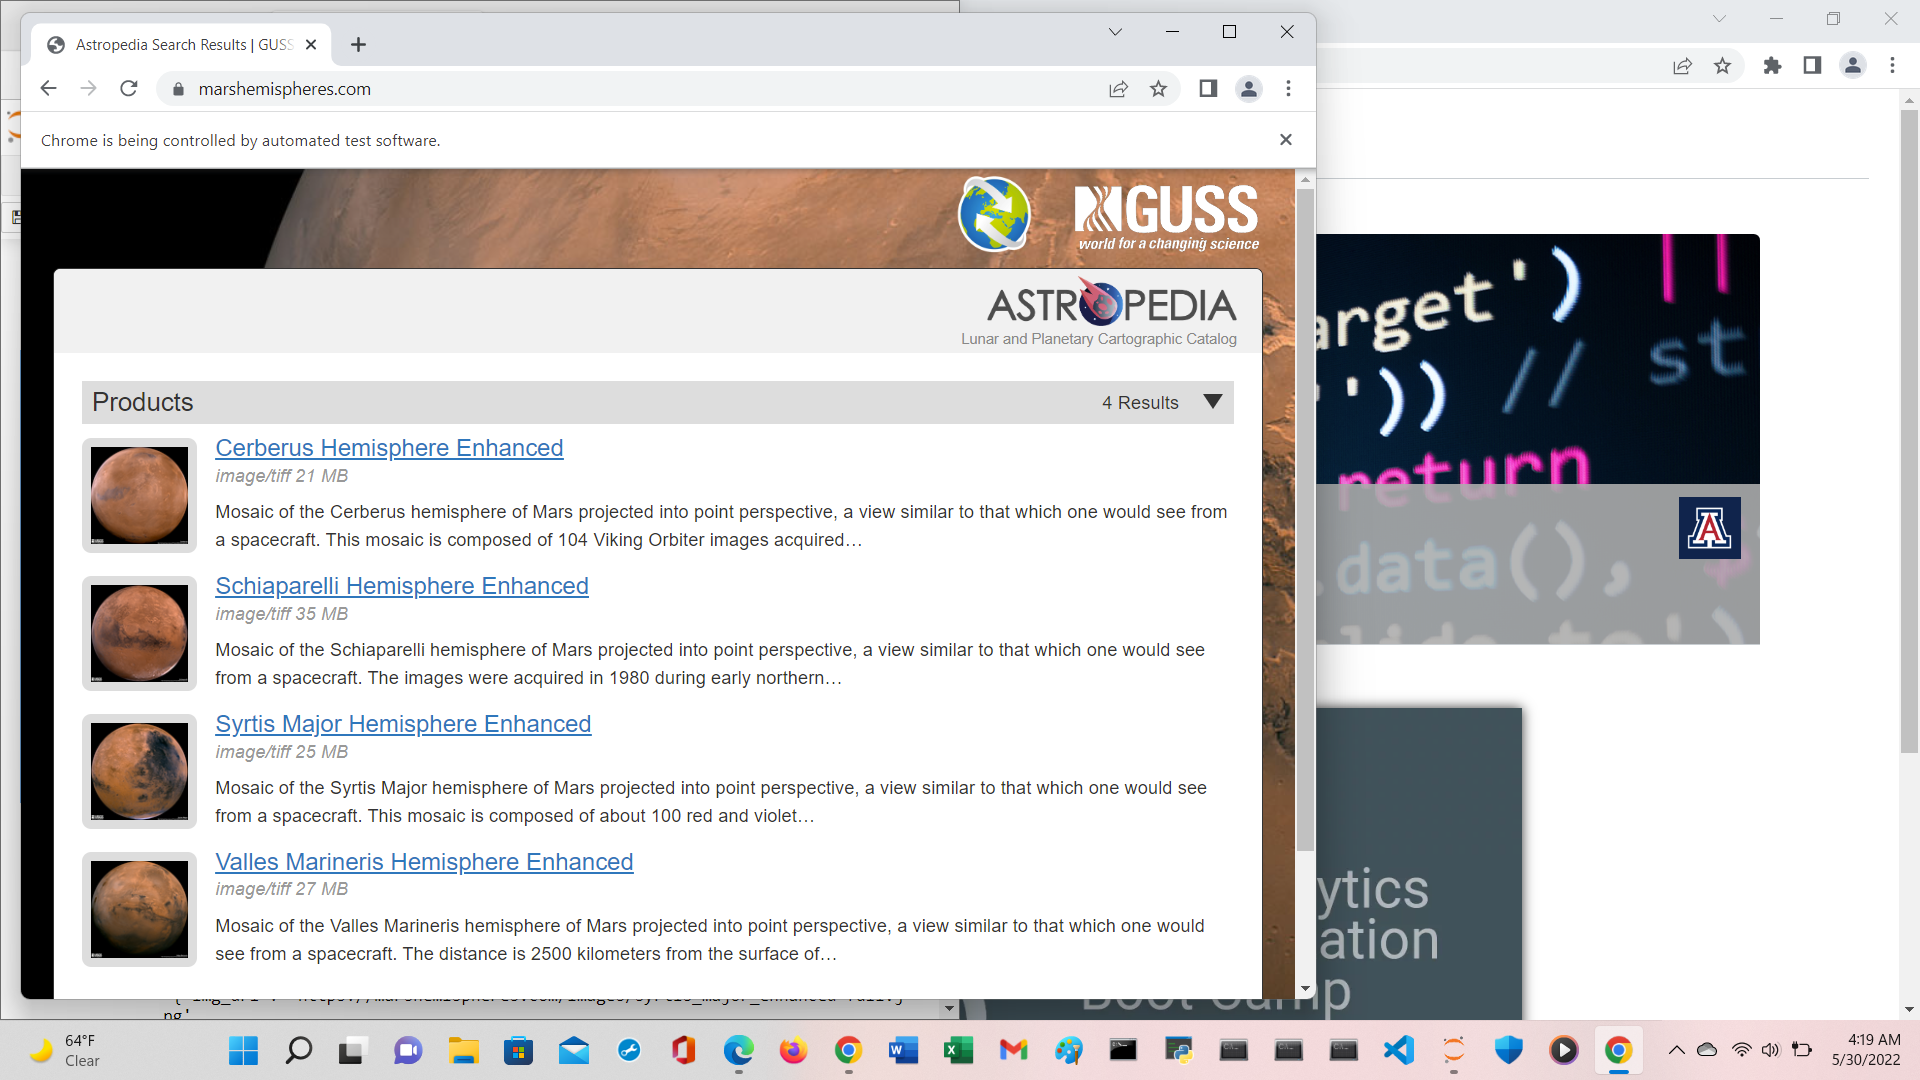 Astropedia Search Results | GUSS
marshemispheres.com
Chrome is being controlled by automated test software.
GUSS
world for a changing science
ASTROPEDIA
Lunar and Planetary Cartographic Catalog
Products
4 Results
Cerberus Hemisphere Enhanced
image/tiff 21 MB
Mosaic of the Cerberus hemisphere of Mars projected into point perspective, a view similar to that which one would see from
a spacecraft. This mosaic is composed of 104 Viking Orbiter images acquired…
Schiaparelli Hemisphere Enhanced
image/tiff 35 MB
Mosaic of the Schiaparelli hemisphere of Mars projected into point perspective, a view similar to that which one would see
from a spacecraft. The images were acquired in 1980 during early northern…
Syrtis Major Hemisphere Enhanced
image/tiff 25 MB
Mosaic of the Syrtis Major hemisphere of Mars projected into point perspective, a view similar to that which one would see
from a spacecraft. This mosaic is composed of about 100 red and violet…
Valles Marineris Hemisphere Enhanced
image/tiff 27 MB
Mosaic of the Valles Marineris hemisphere of Mars projected into point perspective, a view similar to that which one would
see from a spacecraft. The distance is 2500 kilometers from the surface of…
ng'
arget')
')) // st
return
.data(),
A
ytics
ation
Boot Camp
64°F
Clear
4:19 AM
5/30/2022